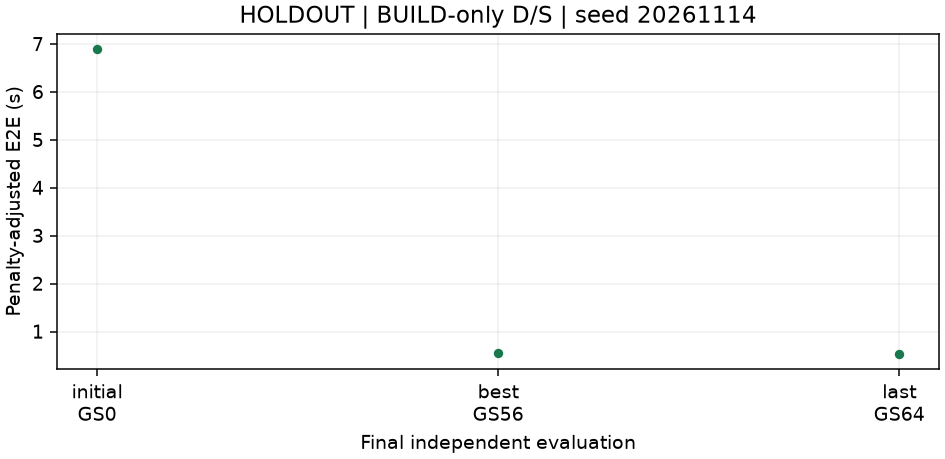 HOLDOUT | BUILD-only D/S | seed 20261114
Penalty-adjusted E2E (s)
7
6
5
4
3
2
1
initial
GS0
best
GS56
last
GS64
Final independent evaluation